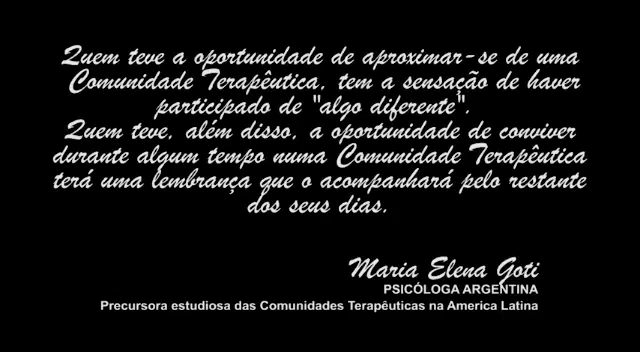 Quem teve a oportunidade de aproximar-se de uma
Comunidade Terapêutica, tem a sensação de haver
participado de "algo diferente".
Quem teve, além disso, a oportunidade de conviver
durante algum tempo numa Comunidade Terapêutica
terá uma lembrança que o acompanhará pelo restante
dos seus dias.
Maria Elena Goti
PSICÓLOGA ARGENTINA
Precursora estudiosa das Comunidades Terapêuticas na America Latina